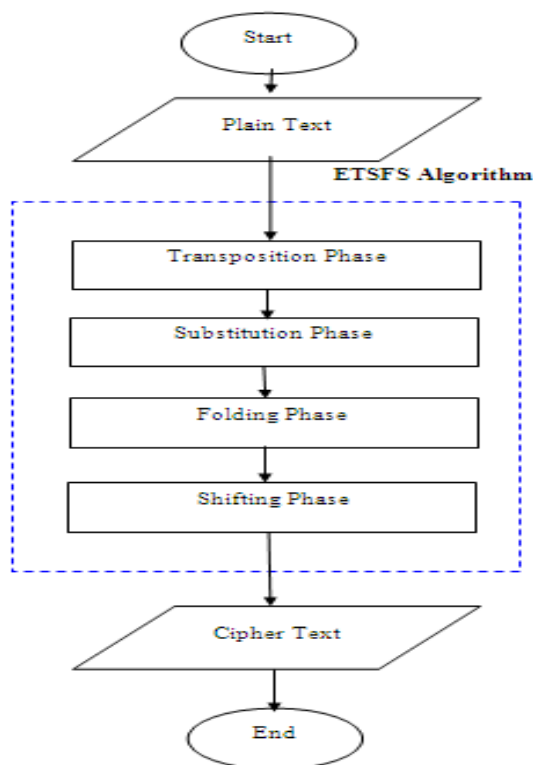 Start
Plain Text
ETSFS Algorithm
Transposition Phase
Substitution Phase
Folding Phase
Shifting Phase
Cipher Text
End